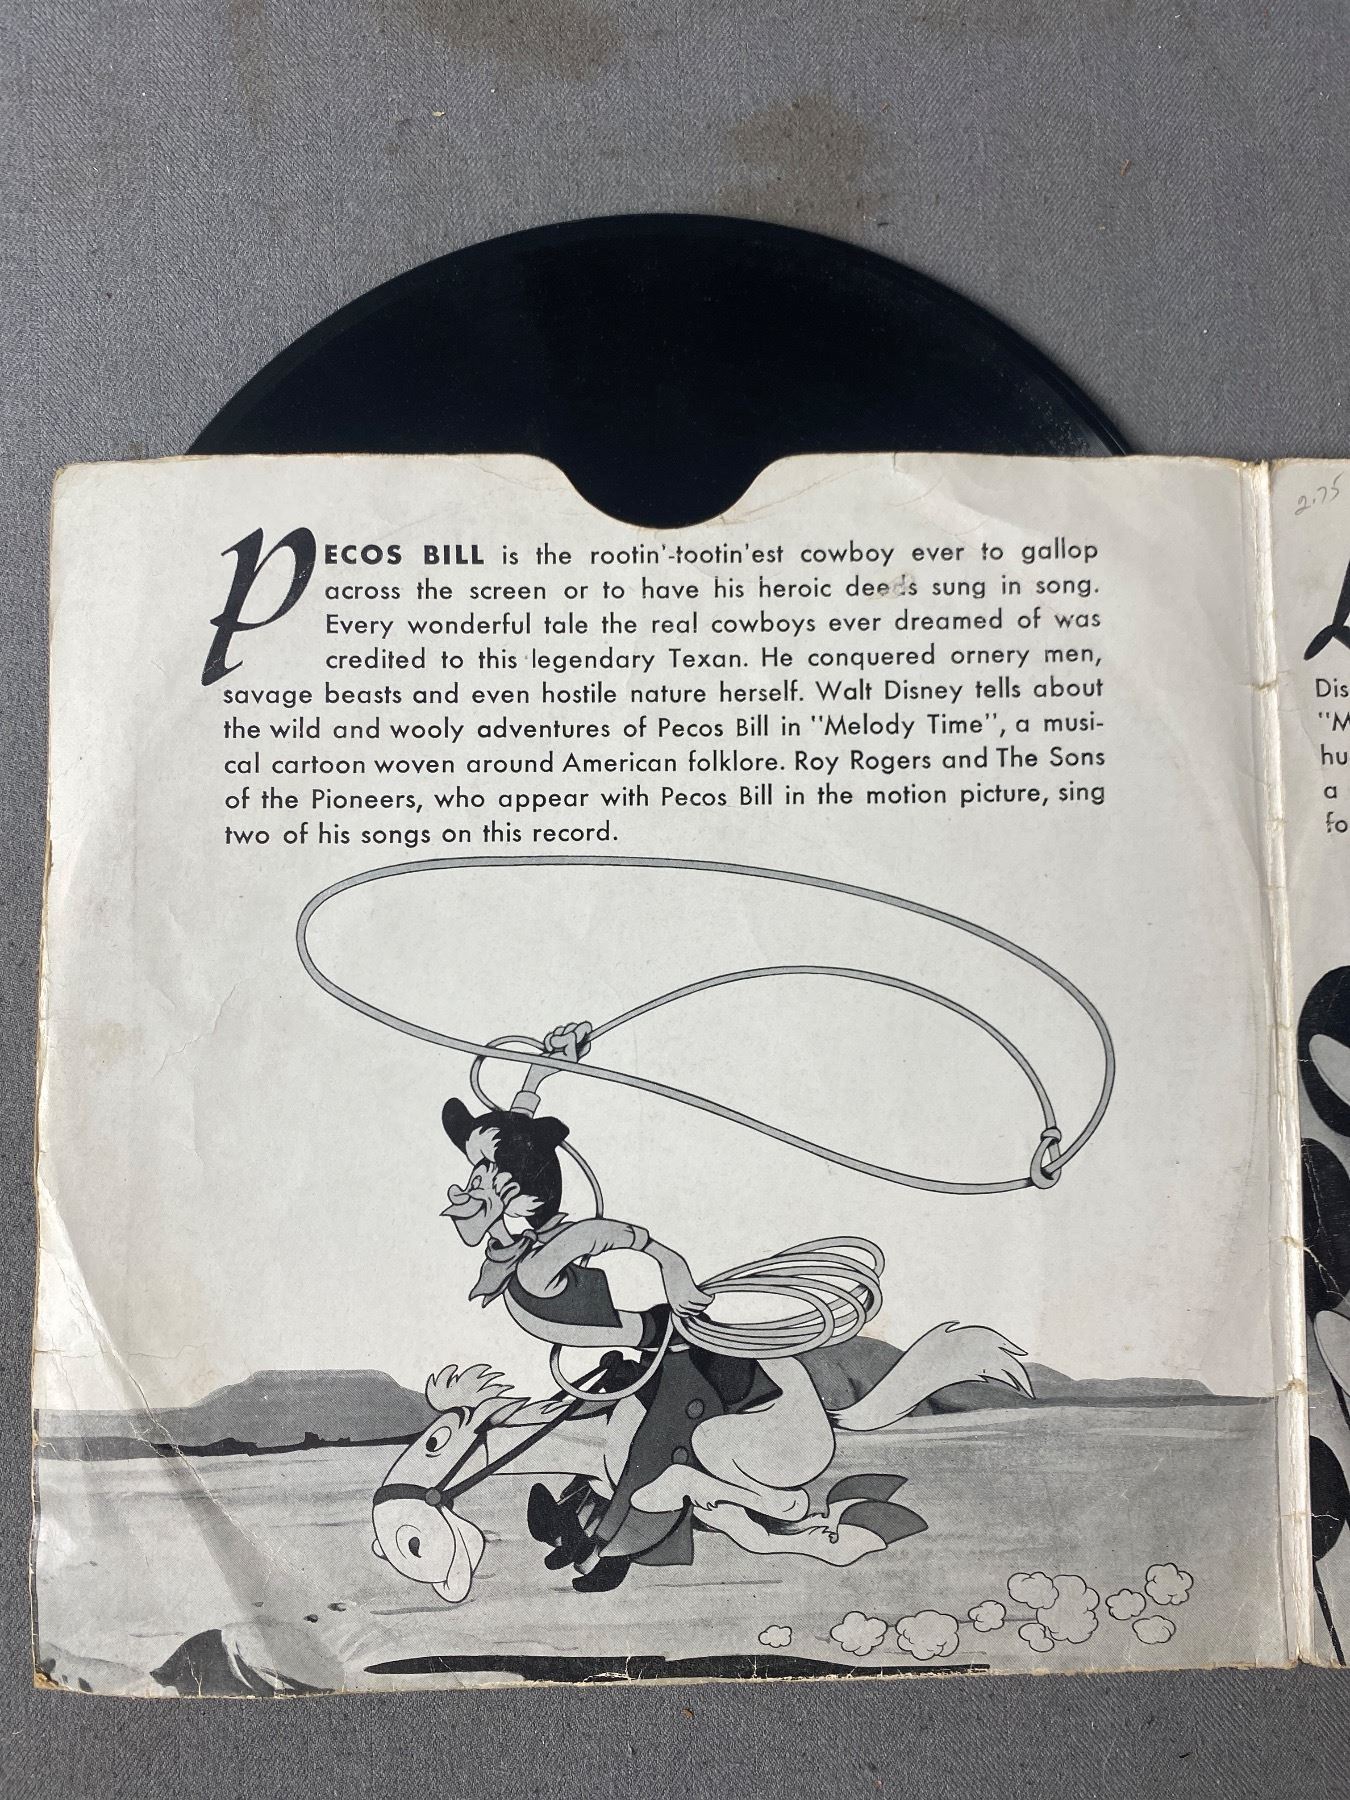 PECOS BILL is the rootin'-tootin'est cowboy ever to gallop
across the screen or to have his heroic deeds sung in song.
Every wonderful tale the real cowboys ever dreamed of was
credited to this legendary Texan. He conquered ornery men,
savage beasts and even hostile nature herself. Walt Disney tells about
the wild and wooly adventures of Pecos Bill in "Melody Time", a musi-
cal cartoon woven around American folklore. Roy Rogers and The Sons
of the Pioneers, who appear with Pecos Bill in the motion picture, sing
two of his songs on this record.
2.75
Dis
"M
hu
a
fo